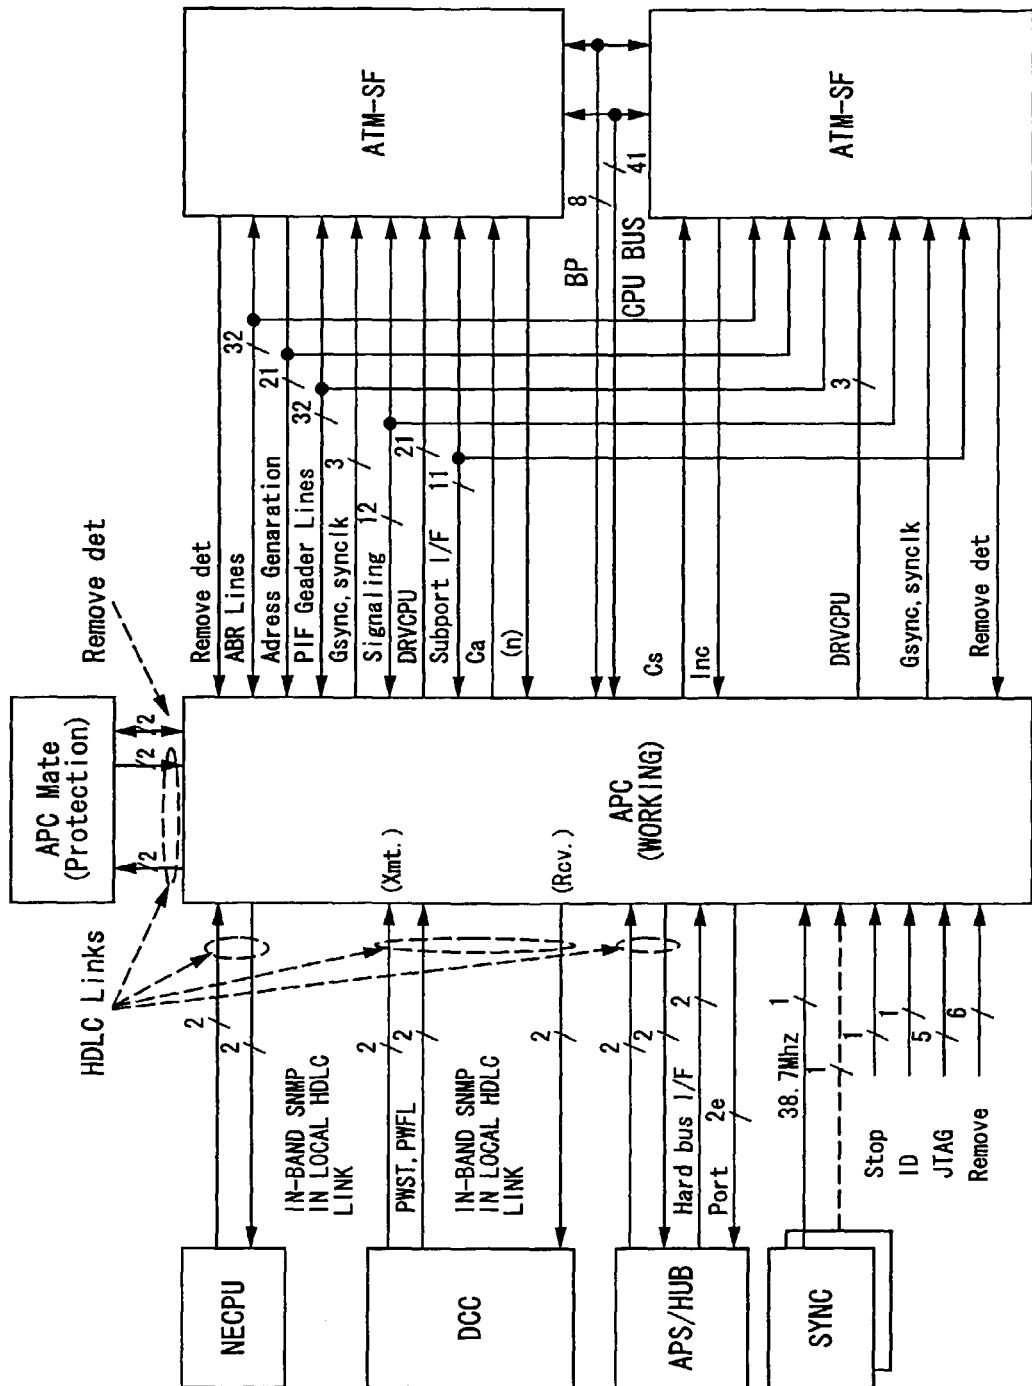 APC Mate
(Protection)
Remove det
HDLC Links
2
2
2
NECPU
2
2
IN-BAND SNMP
IN LOCAL HDLC
LINK
DCC
PWST, PWFL
2
2
IN-BAND SNMP
IN LOCAL HDLC
LINK
2
(Xmt.)
(Rcv.)
APS/HUB
2
2
Hard bus I/F
2
Port
2e
SYNC
38.7Mhz
1
1
Stop
1
ID
1
JTAG
5
Remove
6
APC
(WORKING)
Remove det
ABR Lines
32
Adress Genaration
21
PIF Geader Lines
32
Gsync, synclk
3
Signaling
12
DRVCPU
21
Subport I/F
11
Ca
(n)
BP
8
CPU BUS
41
Cs
Inc
DRVCPU
3
Gsync, synclk
Remove det
ATM-SF
ATM-SF